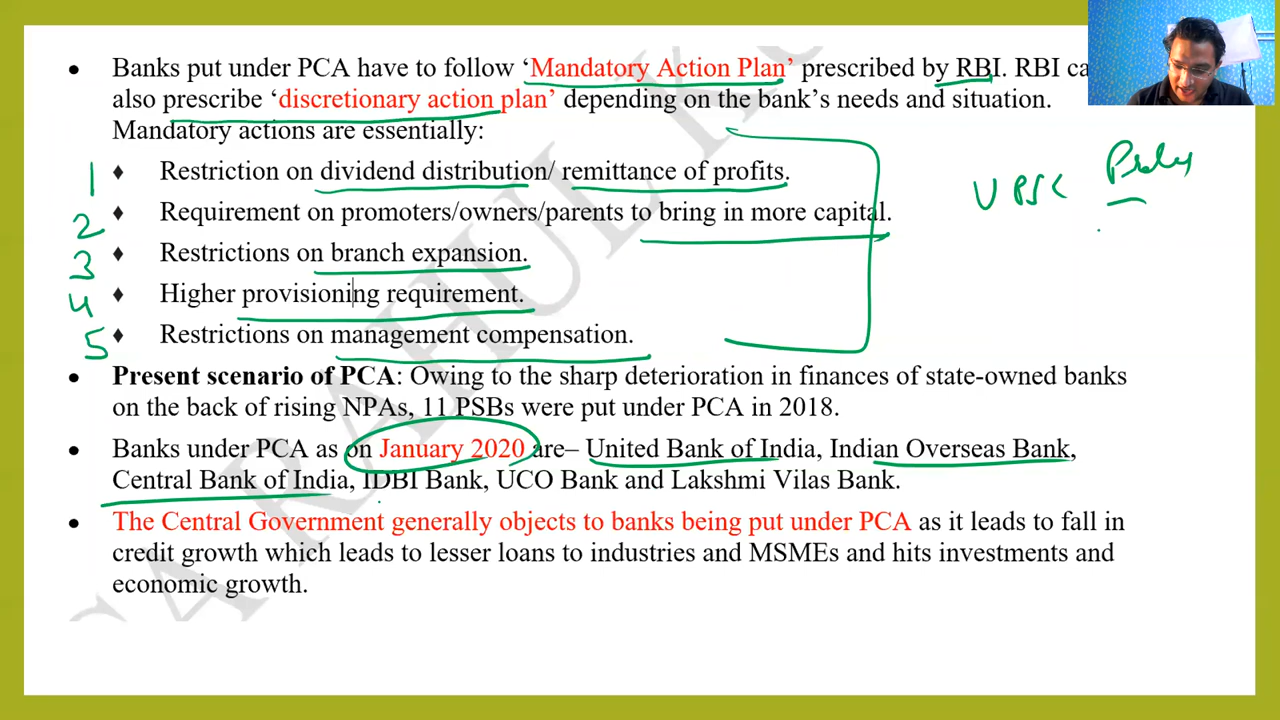 Banks put under PCA have to follow ‘Mandatory Action Plan’ prescribed by RBI. RBI
also prescribe ‘discretionary action plan’ depending on the bank’s needs and situation.
Mandatory actions are essentially:
1 Restriction on dividend distribution/ remittance of profits.
2 Requirement on promoters/owners/parents to bring in more capital.
3 Restrictions on branch expansion.
4 Higher provisioning requirement.
5 Restrictions on management compensation.
UPSC
Present scenario of PCA: Owing to the sharp deterioration in finances of state-owned banks
on the back of rising NPAs, 11 PSBs were put under PCA in 2018.
Banks under PCA as on January 2020 are– United Bank of India, Indian Overseas Bank,
Central Bank of India, IDBI Bank, UCO Bank and Lakshmi Vilas Bank.
The Central Government generally objects to banks being put under PCA as it leads to fall in
credit growth which leads to lesser loans to industries and MSMEs and hits investments and
economic growth.